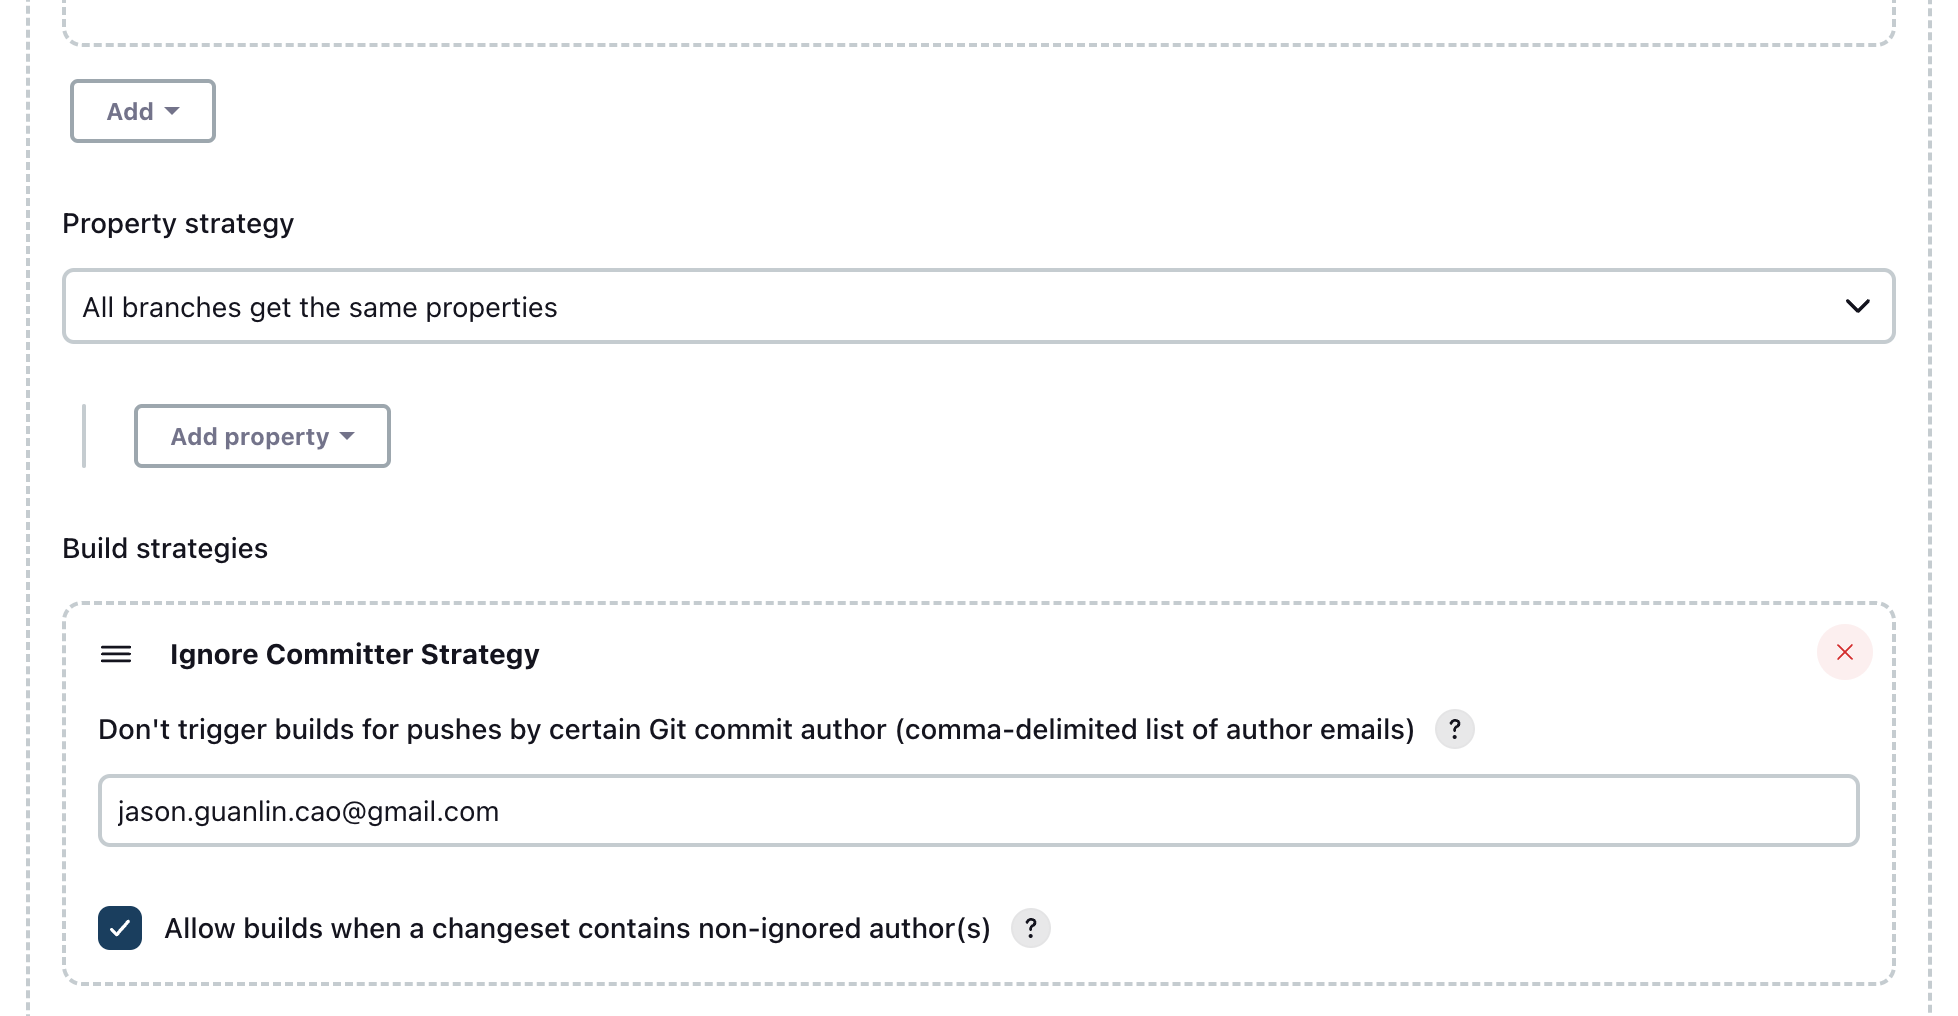 Add
Property strategy
All branches get the same properties
Add property
Build strategies
Ignore Committer Strategy
Don't trigger builds for pushes by certain Git commit author (comma-delimited list of author emails) ?
jason.guanlin.cao@gmail.com
Allow builds when a changeset contains non-ignored author(s) ?